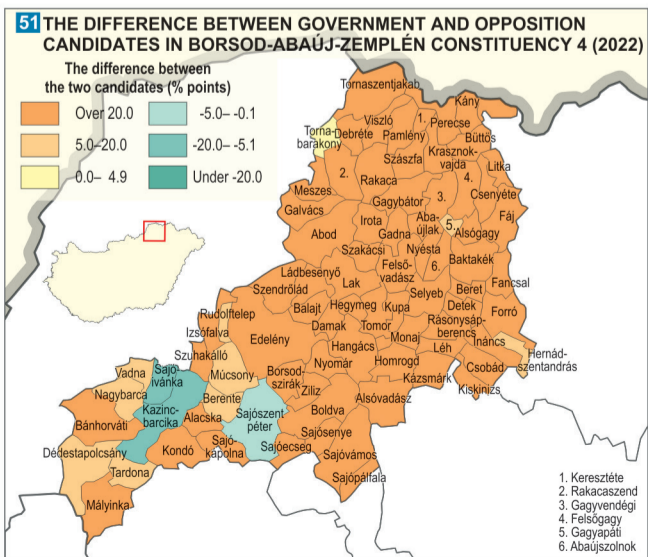 51 THE DIFFERENCE BETWEEN GOVERNMENT AND OPPOSITION
CANDIDATES IN BORSOD-ABAÚJ-ZEMPLÉN CONSTITUENCY 4 (2022)
The difference between
the two candidates (% points)
Over 20.0
-5.0– -0.1
5.0–20.0
-20.0– -5.1
0.0– 4.9
Under -20.0
Tornaszentjakab
Kány
Viszló
1.
Perecse
Torna-
barakony
Debréte
Pamlény
Büttös
Szászfa
Krasznok-
vajda
Litka
2.
Rakaca
4.
Meszes
3.
Csenyéte
Galvács
Gagybátor
Fáj
Irota
Aba-
újlak
5.
Alsógagy
Abod
Gadna
Szakácsi
Nyésta
Baktakék
Felső-
vadász
6.
Ládbesenyő
Lak
Fancsal
Szendrőlád
Selyeb
Beret
Balajt
Hegymeg
Kupa
Detek
Forró
Rudolftelep
Izsófalva
Edelény
Damak
Tomor
Rásonysáp-
berencs
Szuhakálló
Hangács
Monaj
Léh
Ináncs
Hernád-
szentandrás
Vadna
Sajó-
ivánka
Múcsony
Borsod-
szirák
Nyomár
Homrogd
Csobád
Nagybarca
Berente
Ziliz
Kázsmárk
Kiskinizs
Kazinc-
barcika
Alacska
Sajószent
péter
Boldva
Alsóvadász
Bánhorváti
Sajósenye
Dédestapolcsány
Kondó
Sajó-
kápolna
Sajóecseg
Sajóvámos
Tardona
Sajópálfala
Mályinka
1. Keresztéte
2. Rakacaszend
3. Gagyvendégi
4. Felsőgagy
5. Gagyapáti
6. Abaújszolnok